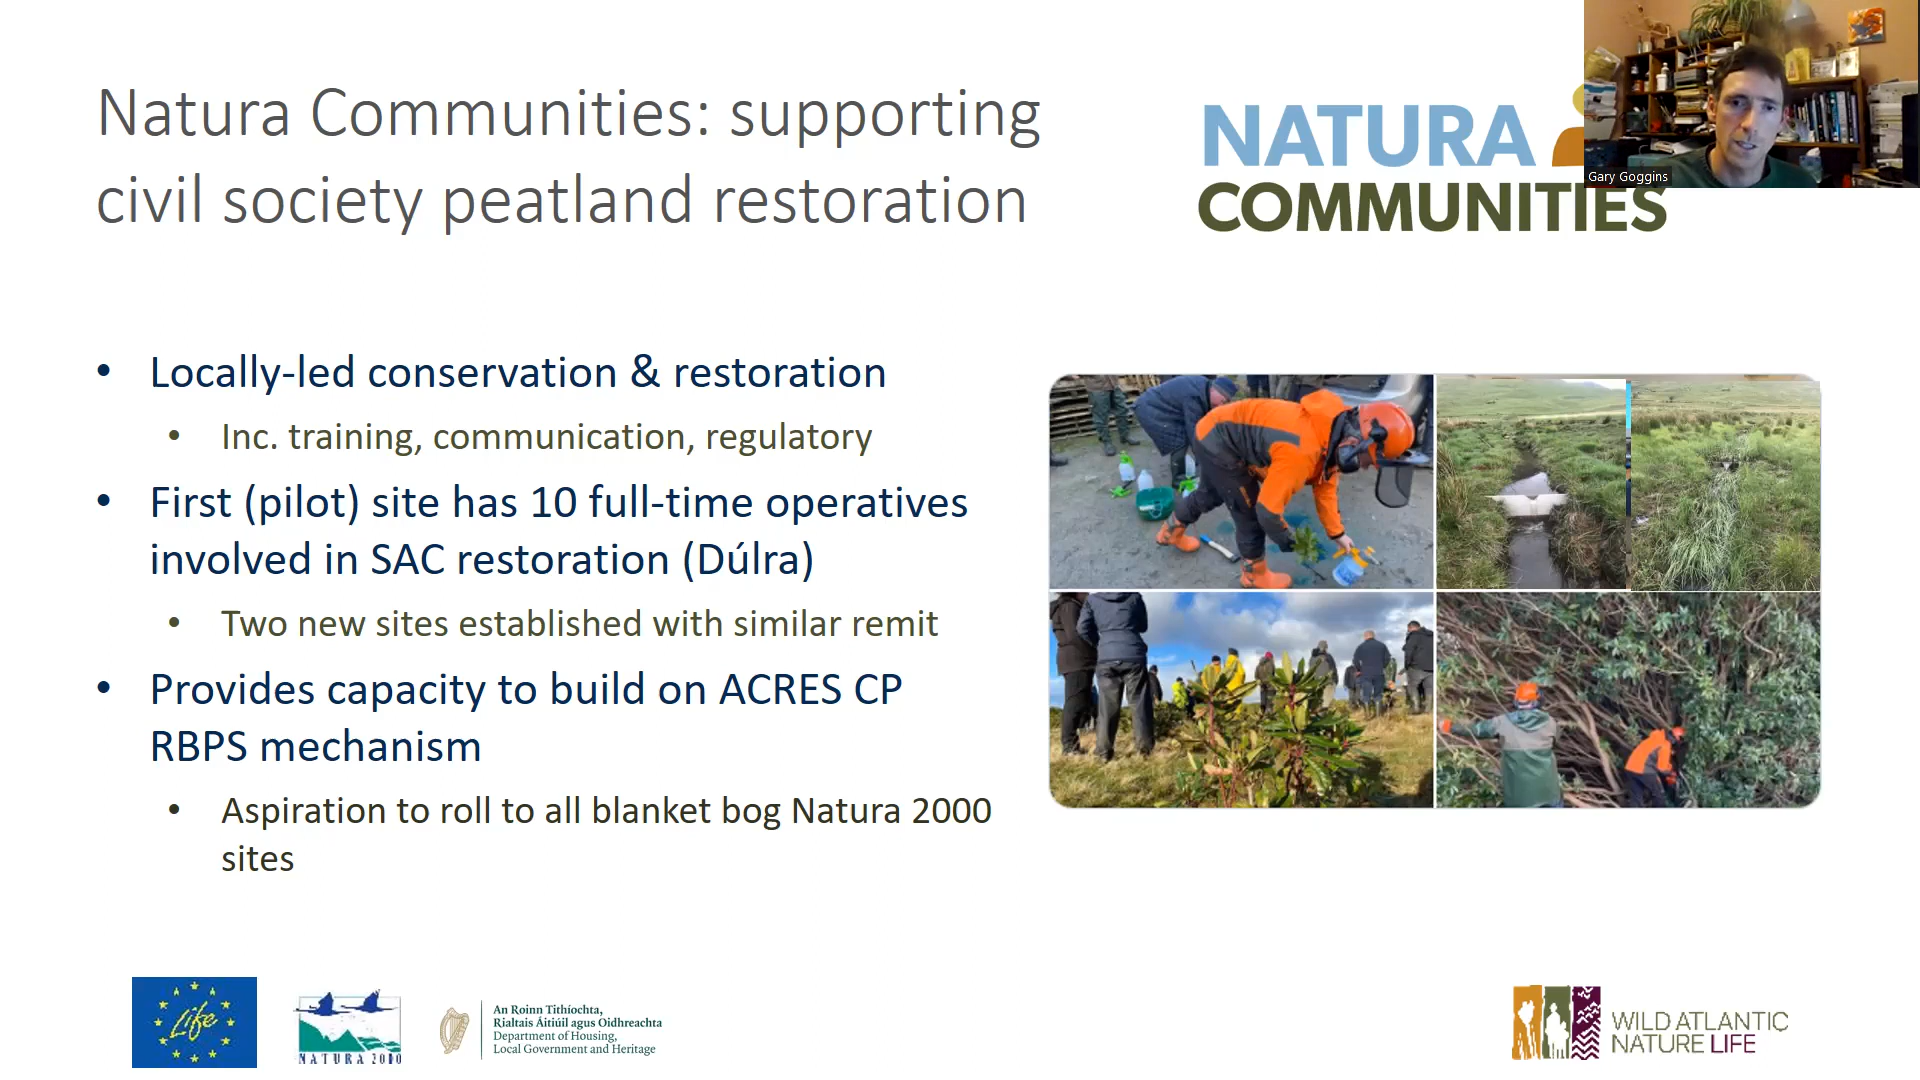 Natura Communities: supporting
civil society peatland restoration
NATURA
COMMUNITIES
Gary Goggins
• Locally-led conservation & restoration
• Inc. training, communication, regulatory
• First (pilot) site has 10 full-time operatives
involved in SAC restoration (Dúlra)
• Two new sites established with similar remit
• Provides capacity to build on ACRES CP
RBPS mechanism
• Aspiration to roll to all blanket bog Natura 2000
sites
Life
NATURA 2000
An Roinn Tithíochta,
Rialtais Áitiúil agus Oidhreachta
Department of Housing,
Local Government and Heritage
WILD ATLANTIC
NATURE LIFE